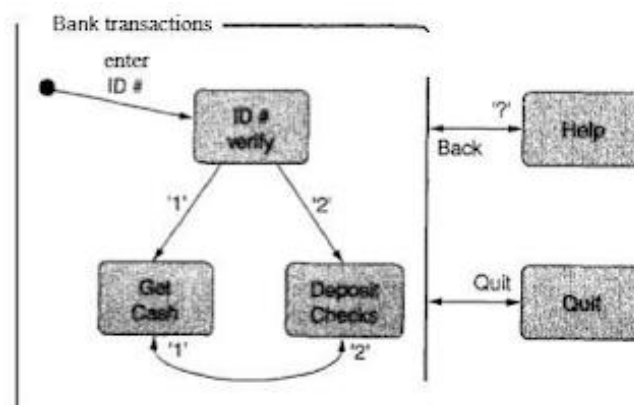 Bank transactions
enter
ID #
ID #
verify
'?'
Help
Back
'1'
'2'
Get
Cash
Deposit
Checks
Quit
Quit
'1'
'2'